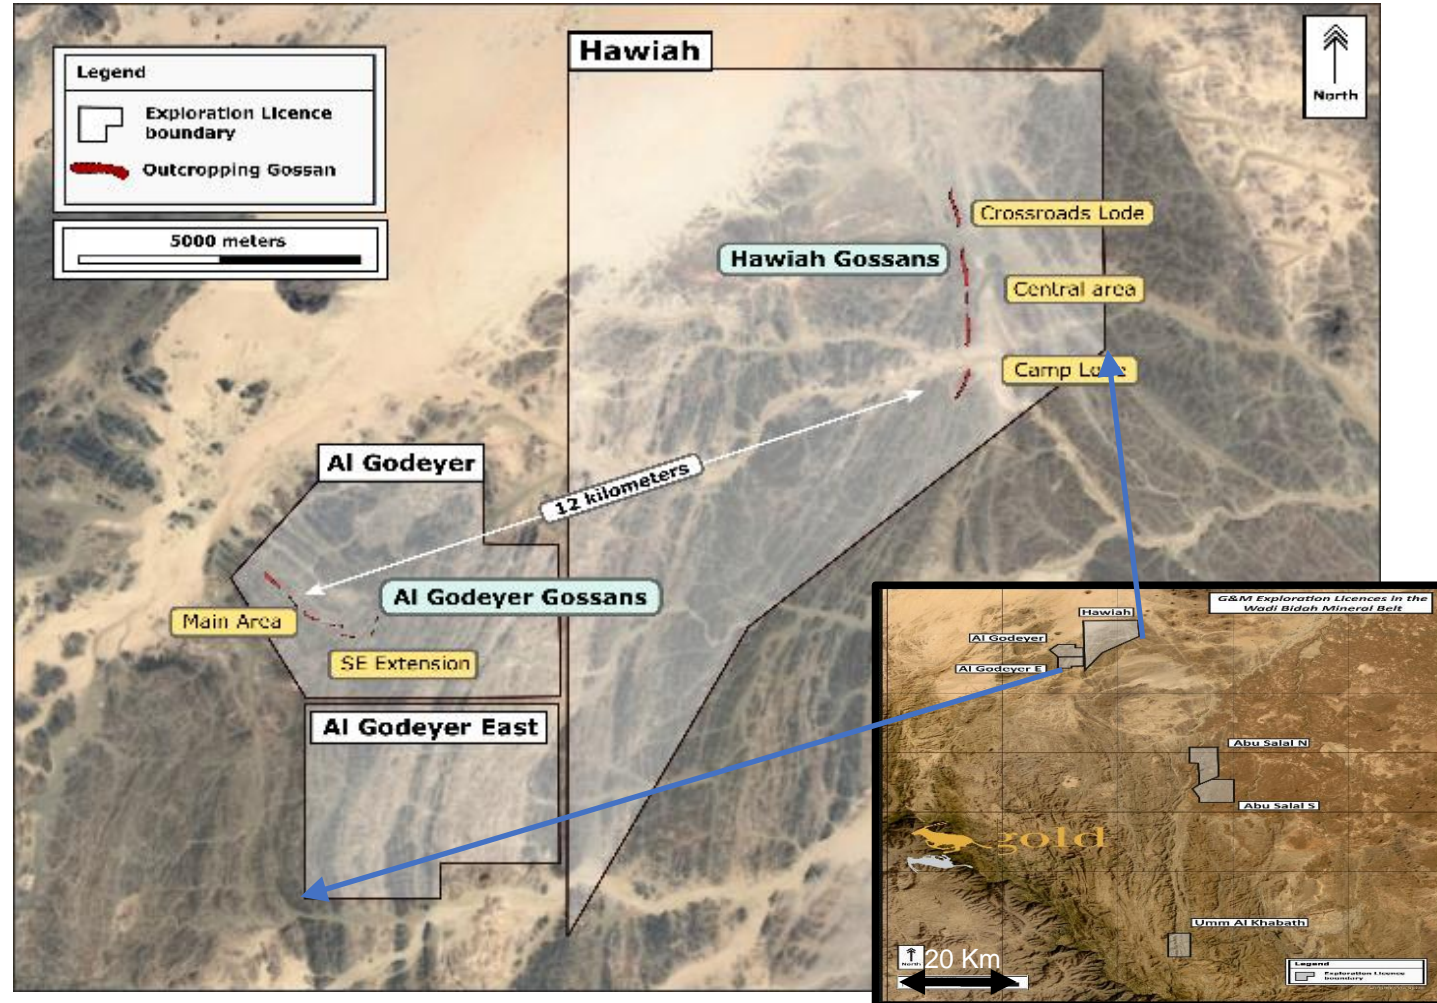 Hawiah
North
Legend
Exploration Licence
boundary
Outcropping Gossan
5000 meters
Crossroads Lode
Hawiah Gossans
Central area
Camp Lode
Al Godeyer
12 kilometers
Al Godeyer Gossans
Main Area
SE Extension
Al Godeyer East
G&M Exploration Licences in the
Wadi Bidah Mineral Belt
Hawiah
Al Godeyer
Al Godeyer E
Abu Salal N
Abu Salal S
gold
Umm Al Khabath
North
20 Km
Legend
Exploration Licence
boundary